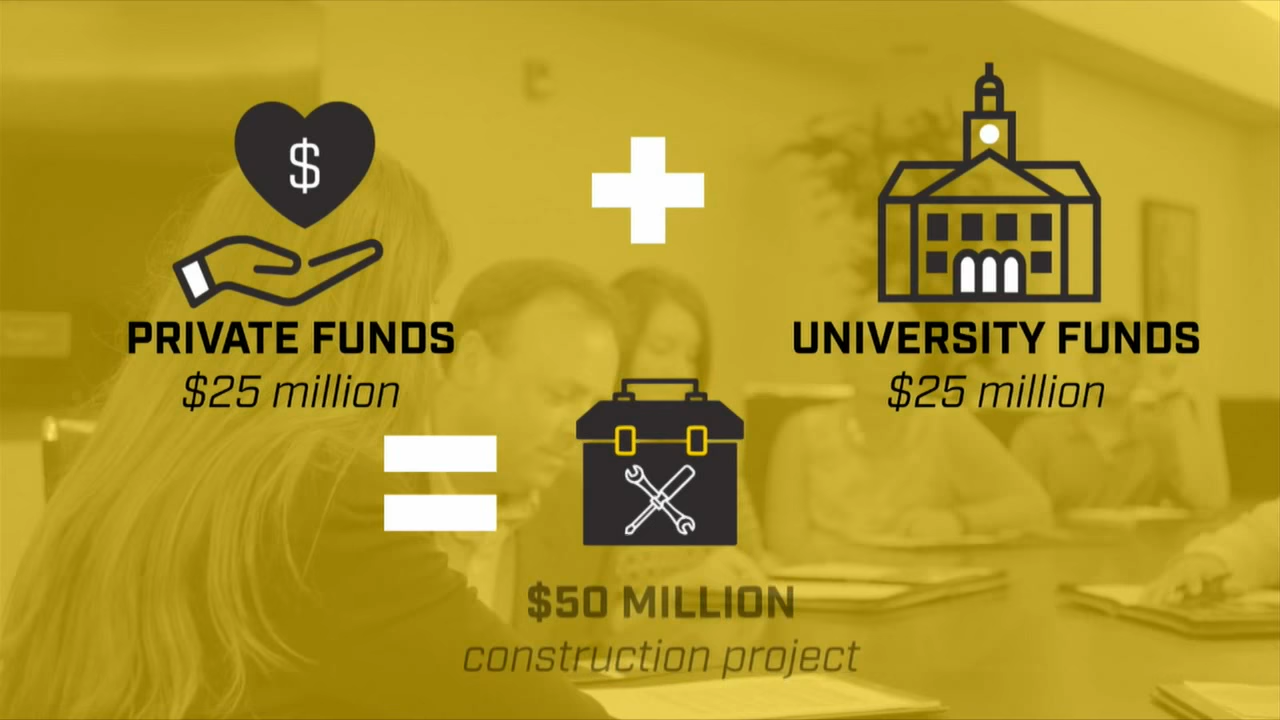 $
PRIVATE FUNDS
$25 million
UNIVERSITY FUNDS
$25 million
$50 MILLION
construction project